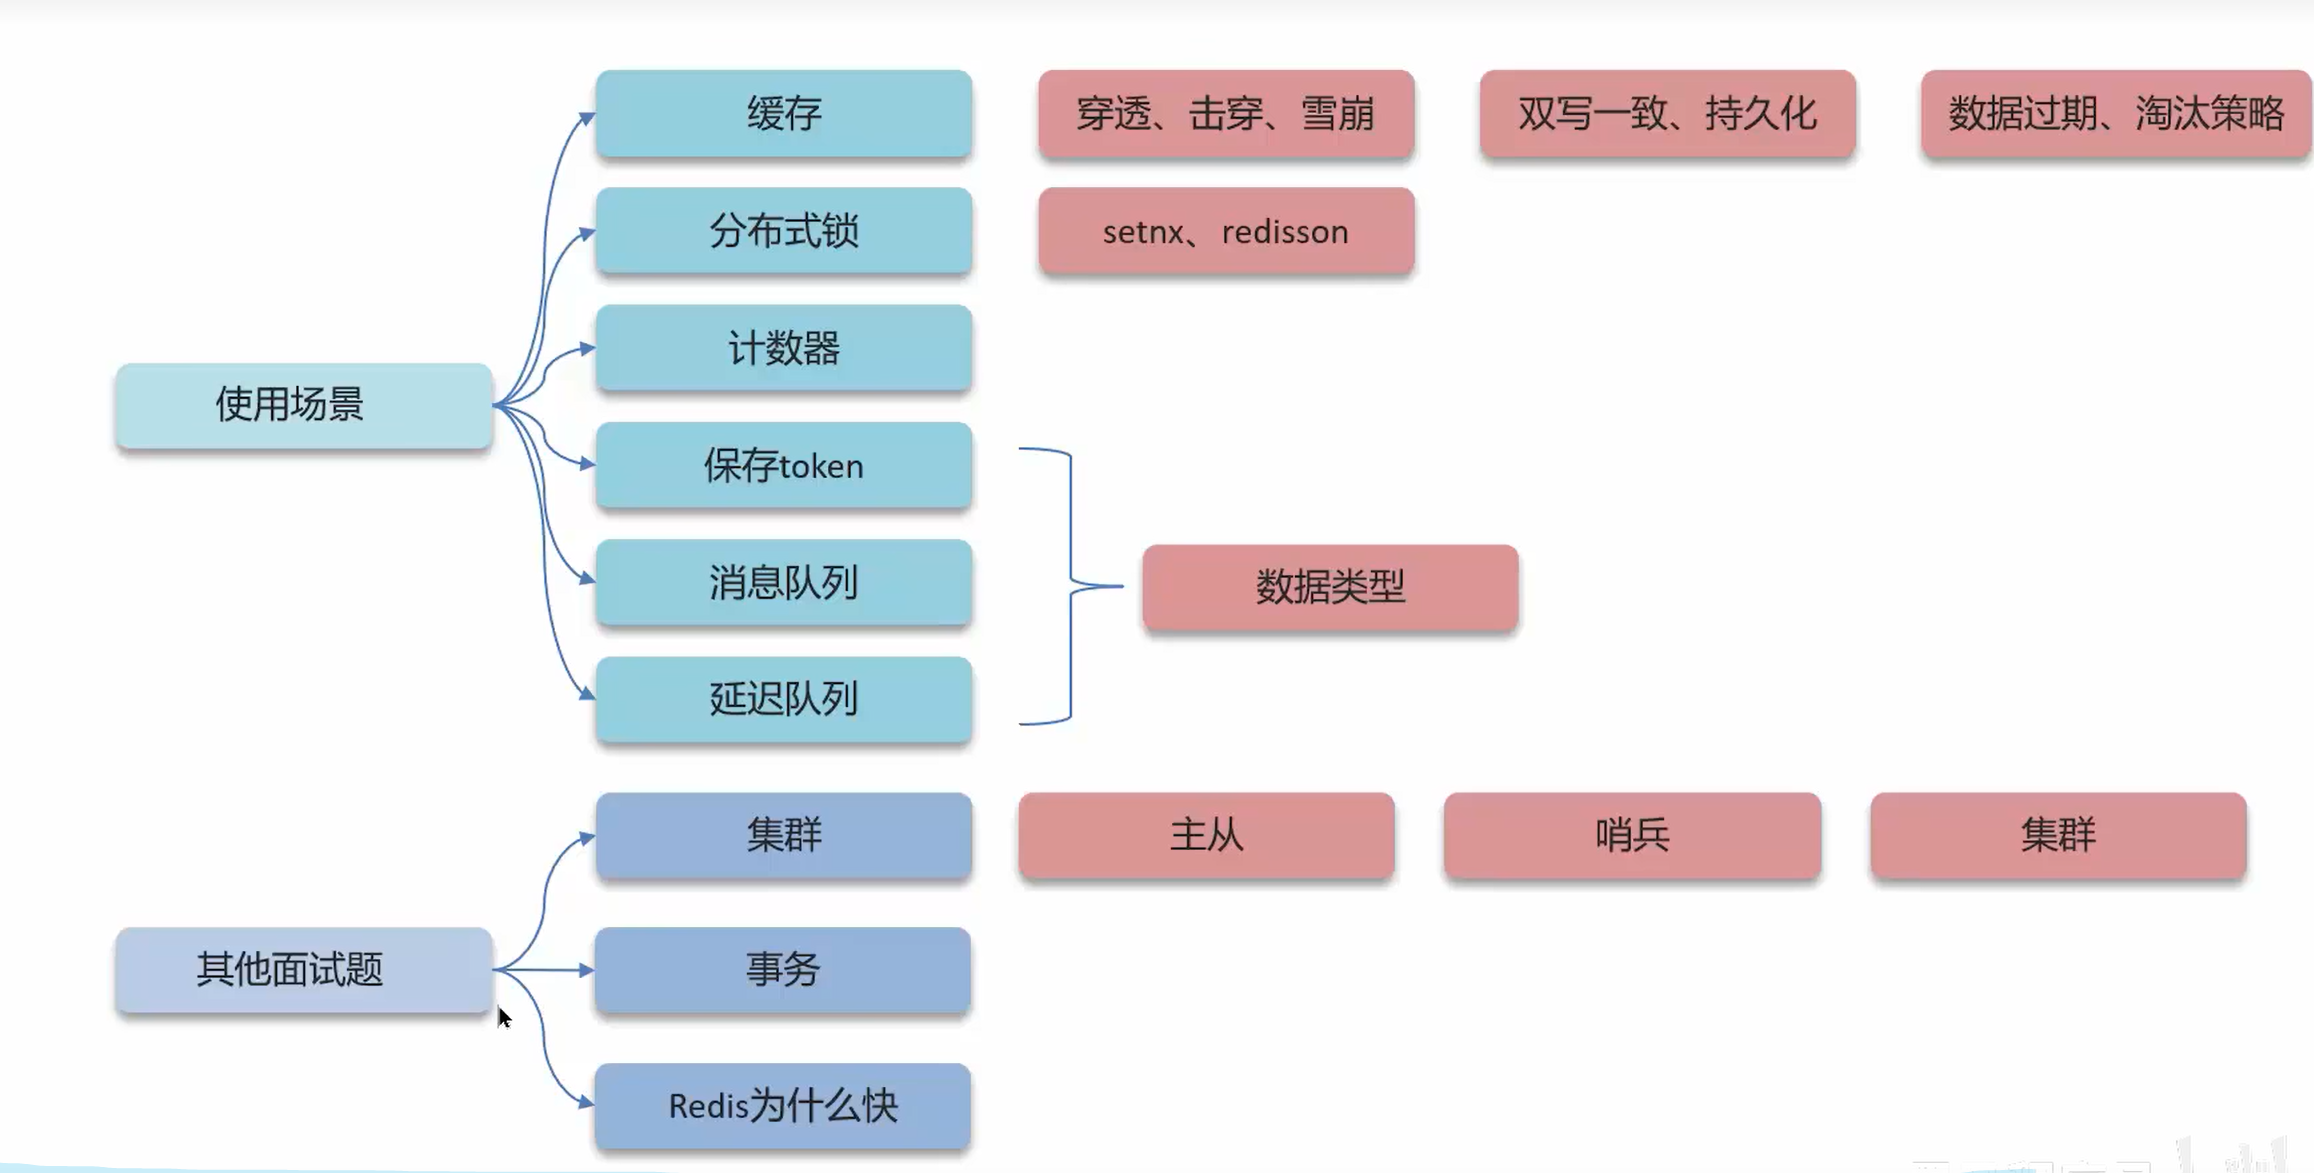 缓存
穿透、击穿、雪崩
双写一致、持久化
数据过期、淘汰策略
分布式锁
setnx、redisson
计数器
使用场景
保存token
消息队列
数据类型
延迟队列
集群
主从
哨兵
集群
其他面试题
事务
Redis为什么快